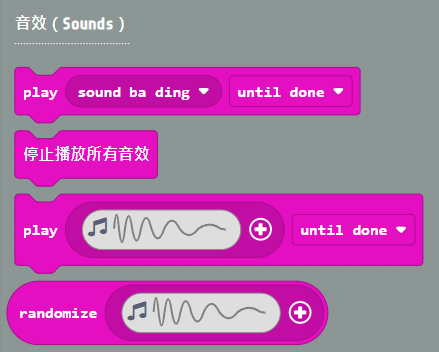 音效（Sounds）
play sound ba ding until done
停止播放所有音效
play until done
randomize